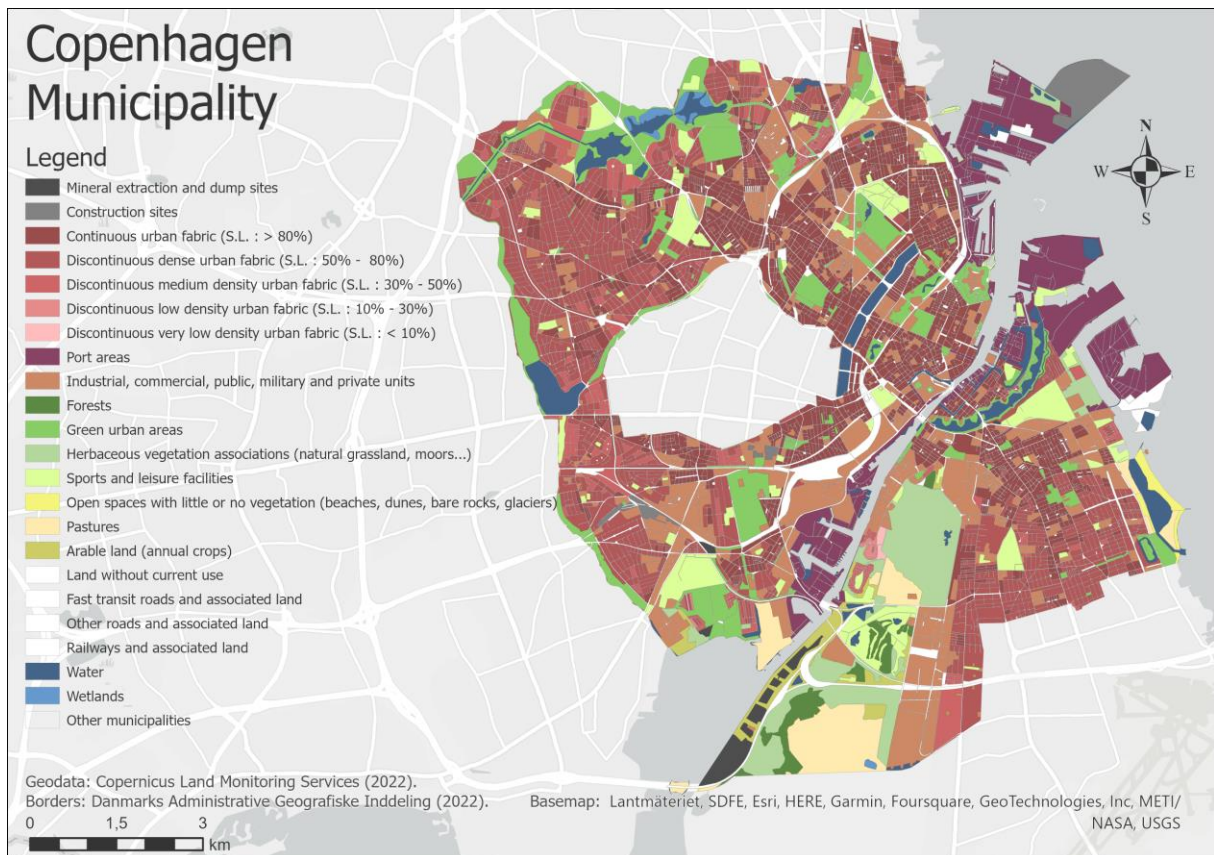 Copenhagen
Municipality
Legend
Mineral extraction and dump sites
Construction sites
Continuous urban fabric (S.L. : > 80%)
Discontinuous dense urban fabric (S.L. : 50% - 80%)
Discontinuous medium density urban fabric (S.L. : 30% - 50%)
Discontinuous low density urban fabric (S.L. : 10% - 30%)
Discontinuous very low density urban fabric (S.L. : < 10%)
Port areas
Industrial, commercial, public, military and private units
Forests
Green urban areas
Herbaceous vegetation associations (natural grassland, moors...)
Sports and leisure facilities
Open spaces with little or no vegetation (beaches, dunes, bare rocks, glaciers)
Pastures
Arable land (annual crops)
Land without current use
Fast transit roads and associated land
Other roads and associated land
Railways and associated land
Water
Wetlands
Other municipalities
N
W E
S
Geodata: Copernicus Land Monitoring Services (2022).
Borders: Danmarks Administrative Geografiske Inddeling (2022).
Basemap: Lantmäteriet, SDFE, Esri, HERE, Garmin, Foursquare, GeoTechnologies, Inc, METI/
NASA, USGS
0 1,5 3
km